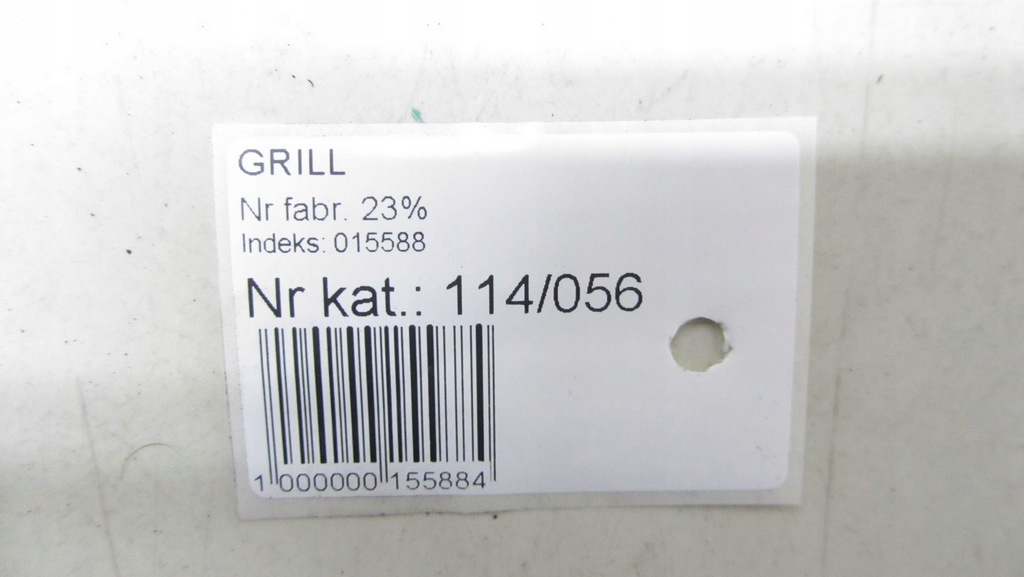 GRILL
Nr fabr. 23%
Indeks: 015588
Nr kat.: 114/056
1 000000 155884